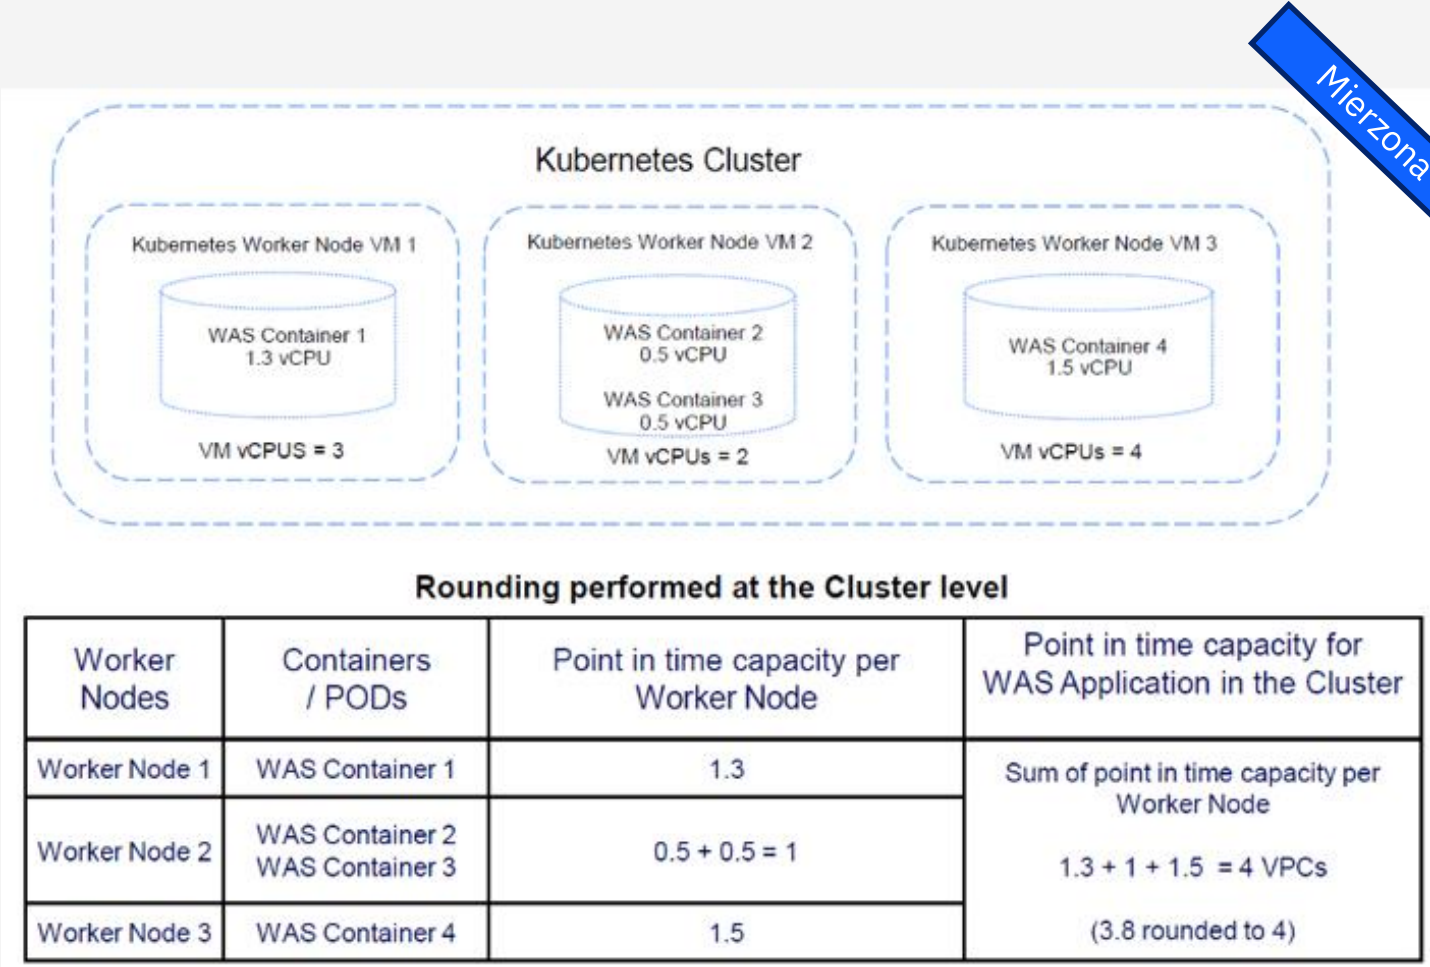 Mierzona
Kubernetes Cluster
Kubernetes Worker Node VM 1
WAS Container 1
1.3 vCPU
VM vCPUS = 3
Kubernetes Worker Node VM 2
WAS Container 2
0.5 vCPU
WAS Container 3
0.5 vCPU
VM vCPUs = 2
Kubernetes Worker Node VM 3
WAS Container 4
1.5 vCPU
VM vCPUs = 4
Rounding performed at the Cluster level
Worker
Nodes
Containers
/ PODs
Point in time capacity per
Worker Node
Point in time capacity for
WAS Application in the Cluster
Worker Node 1
WAS Container 1
1.3
Worker Node 2
WAS Container 2
WAS Container 3
0.5 + 0.5 = 1
Worker Node 3
WAS Container 4
1.5
Sum of point in time capacity per
Worker Node
1.3 + 1 + 1.5 = 4 VPCs
(3.8 rounded to 4)